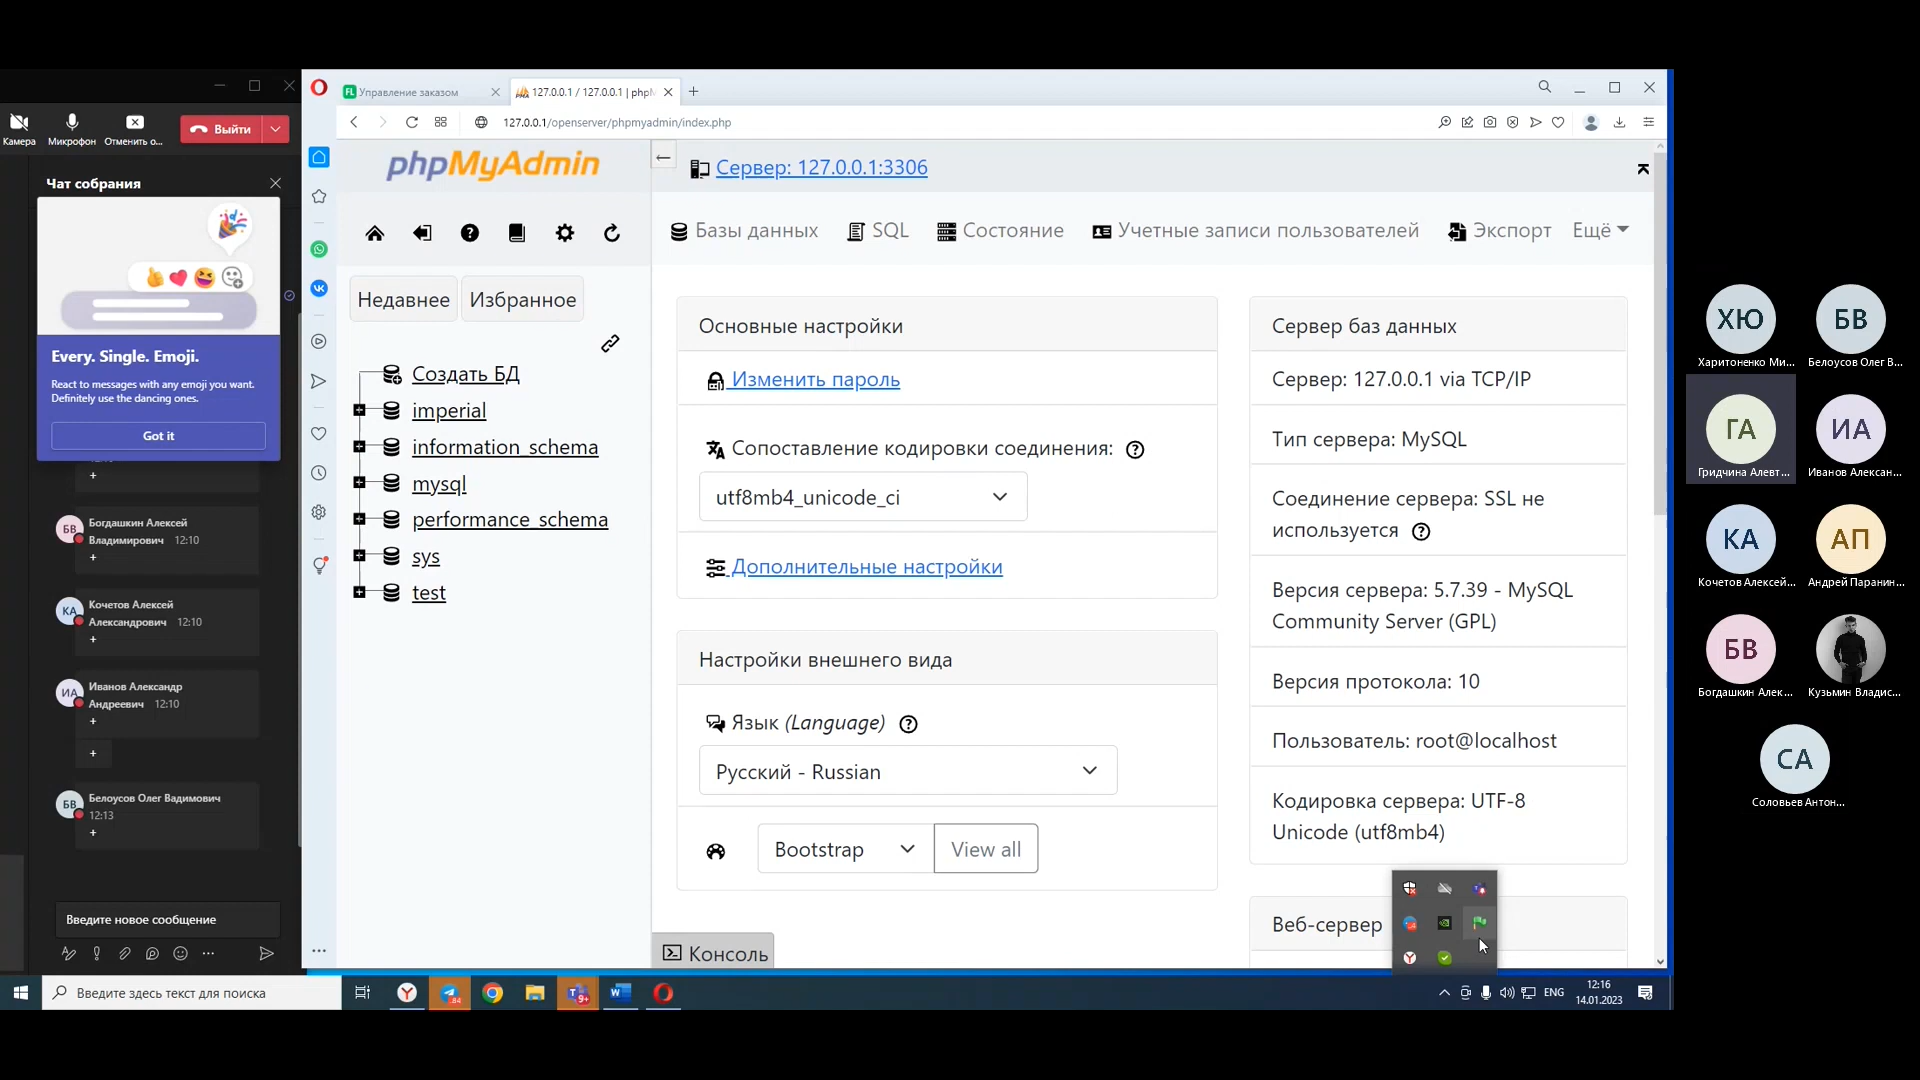 Камера
Микрофон
Отменить о...
Выйти
Чат собрания
Every. Single. Emoji.
React to messages with any emoji you want.
Definitely use the dancing ones.
Got it
+
БВ
Богдашкин Алексей
Владимирович 12:10
+
КА
Кочетов Алексей
Александрович 12:10
+
ИА
Иванов Александр
Андреевич 12:10
+
+
БВ
Белоусов Олег Вадимович
12:13
+
Введите новое сообщение
FL
Управление заказом
127.0.0.1 / 127.0.0.1 | phpM
127.0.0.1/openserver/phpmyadmin/index.php
phpMyAdmin
Недавнее
Избранное
Создать БД
imperial
information_schema
mysql
performance_schema
sys
test
Сервер: 127.0.0.1:3306
Базы данных
SQL
Состояние
Учетные записи пользователей
Экспорт
Ещё
Основные настройки
Изменить пароль
Сопоставление кодировки соединения:
utf8mb4_unicode_ci
Дополнительные настройки
Настройки внешнего вида
Язык (Language)
Русский - Russian
Bootstrap
View all
Консоль
Сервер баз данных
Сервер: 127.0.0.1 via TCP/IP
Тип сервера: MySQL
Соединение сервера: SSL не
используется
Версия сервера: 5.7.39 - MySQL
Community Server (GPL)
Версия протокола: 10
Пользователь: root@localhost
Кодировка сервера: UTF-8
Unicode (utf8mb4)
Веб-сервер
Введите здесь текст для поиска
84
9+
ENG
12:16
14.01.2023
ХЮ
Харитоненко Ми...
БВ
Белоусов Олег В...
ГА
Гридчина Алевт...
ИА
Иванов Алексан...
КА
Кочетов Алексей...
АП
Андрей Паранин...
БВ
Богдашкин Алек...
Кузьмин Владис...
СА
Соловьев Антон...